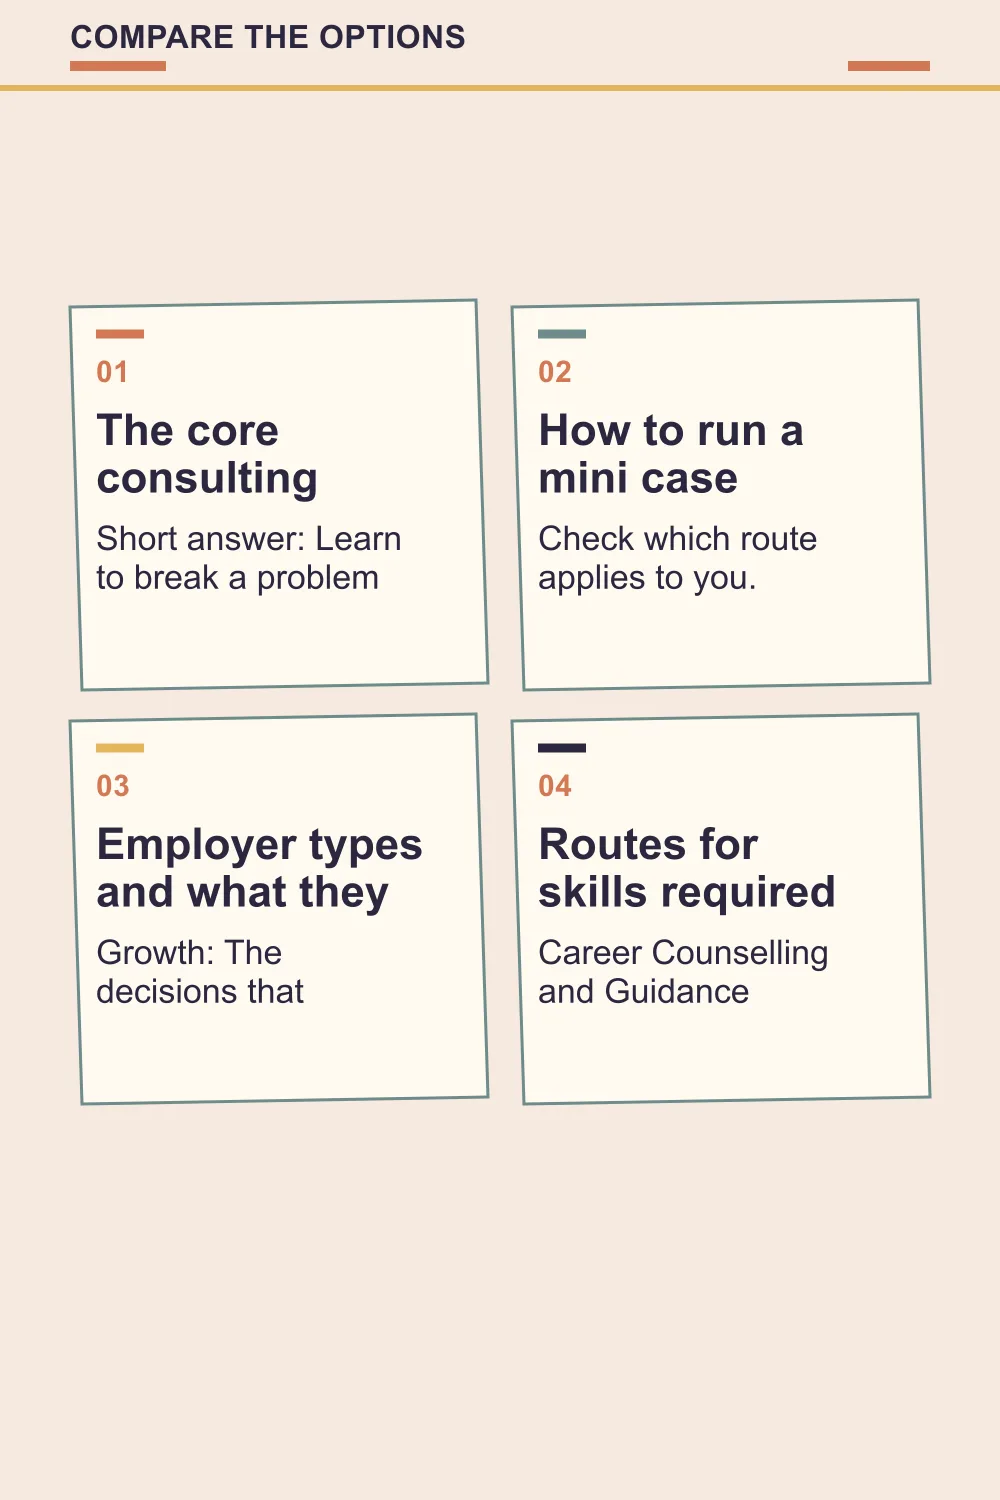 COMPARE THE OPTIONS
01
The core
consulting
Short answer: Learn
to break a problem
02
How to run a
mini case
Check which route
applies to you.
03
Employer types
and what they
Growth: The
decisions that
04
Routes for
skills required
Career Counselling
and Guidance